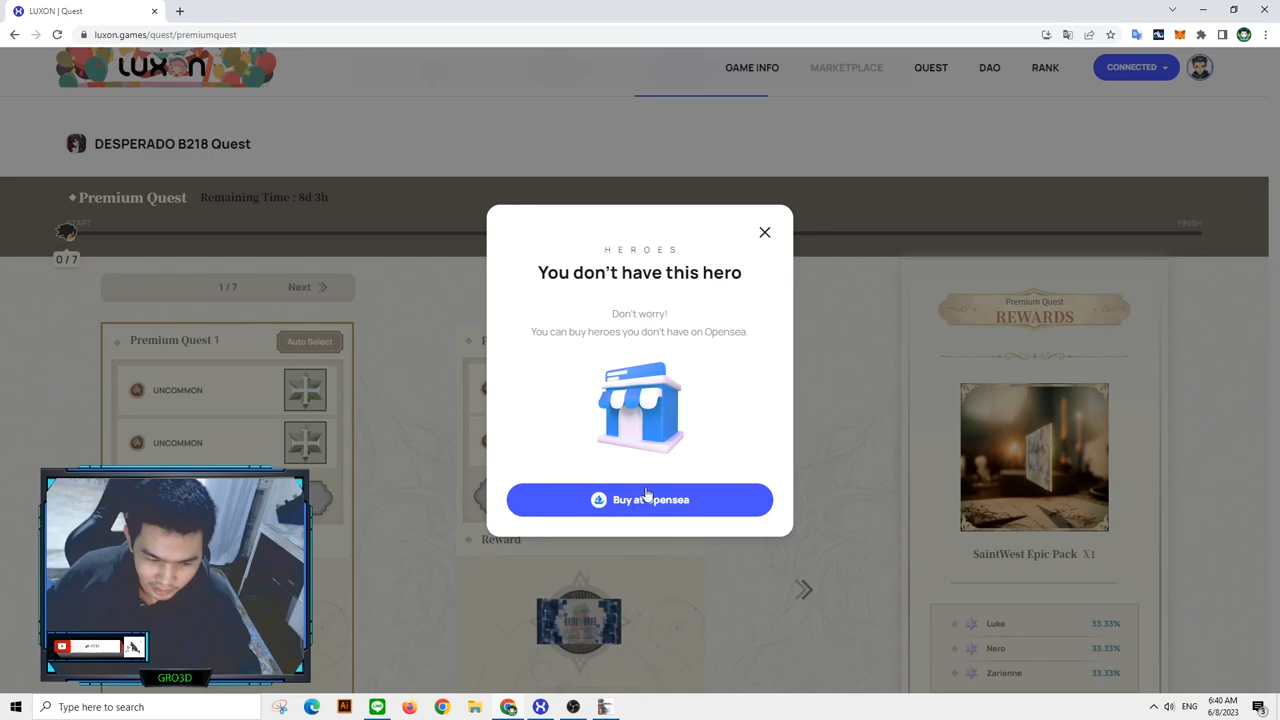 LUXON | Quest
luxon.games/quest/premiumquest
LUXON
GAME INFO
MARKETPLACE
QUEST
DAO
RANK
CONNECTED
DESPERADO B218 Quest
Premium Quest
Remaining Time : 8d 3h
START
FINISH
0 / 7
1 / 7
Next
Premium Quest 1
Auto Select
UNCOMMON
UNCOMMON
HEROES
You don't have this hero
Don't worry!
You can buy heroes you don't have on Opensea.
Buy at Opensea
Reward
Premium Quest
REWARDS
SaintWest Epic Pack X1
Luke 33.33%
Nero 33.33%
Zarienne 33.33%
GRO3D
Type here to search
ENG
6:40 AM
6/8/2023